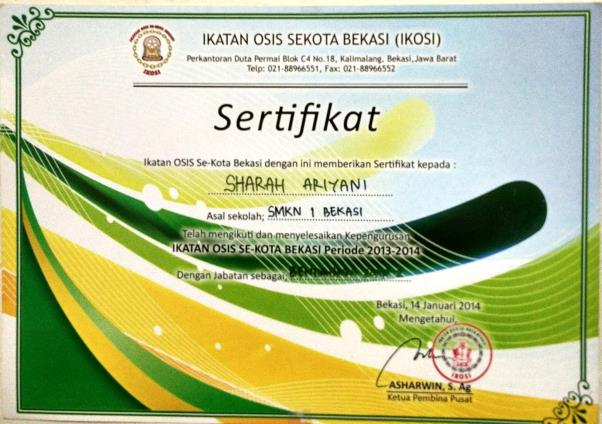 IKATAN OSIS SEKOTA BEKASI (IKOSI)
Perkantoran Duta Permai Blok C4 No.18, Kalimalang, Bekasi,Jawa Barat
Telp: 021-88966551, Fax: 021-88966552
IKOSI
Sertifikat
Ikatan OSIS Se-Kota Bekasi dengan ini memberikan Sertifikat kepada :
SHARAH ARIYANI
Asal sekolah; SMKN 1 BEKASI
Telah mengikuti dan menyelesaikan Kepengurusan
IKATAN OSIS SE-KOTA BEKASI Periode 2013-2014
Dengan Jabatan sebagai;
Bekasi, 14 Januari 2014
Mengetahui,
IKOSI
ASHARWIN, S. Ag
Ketua Pembina Pusat